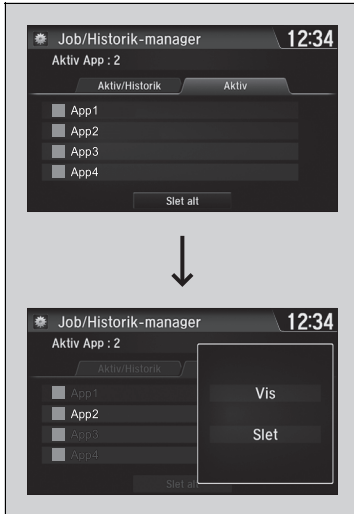 Job/Historik-manager 12:34
Aktiv App : 2
Aktiv/Historik Aktiv
App1
App2
App3
App4
Slet alt
Job/Historik-manager 12:34
Aktiv App : 2
Aktiv/Historik
App1
Vis
App2
App3
Slet
App4
Slet alt